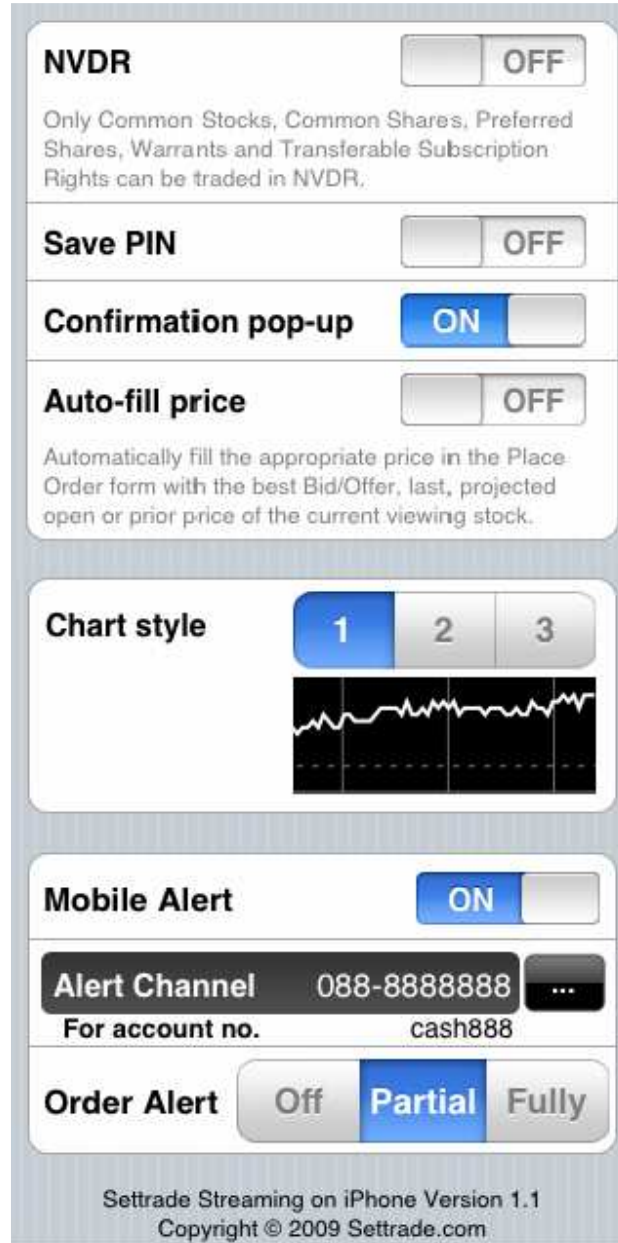 NVDR OFF
Only Common Stocks, Common Shares, Preferred
Shares, Warrants and Transferable Subscription
Rights can be traded in NVDR.
Save PIN OFF
Confirmation pop-up ON
Auto-fill price OFF
Automatically fill the appropriate price in the Place
Order form with the best Bid/Offer, last, projected
open or prior price of the current viewing stock.
Chart style 1 2 3
Mobile Alert ON
Alert Channel 088-8888888 ...
For account no. cash888
Order Alert Off Partial Fully
Settrade Streaming on iPhone Version 1.1
Copyright © 2009 Settrade.com